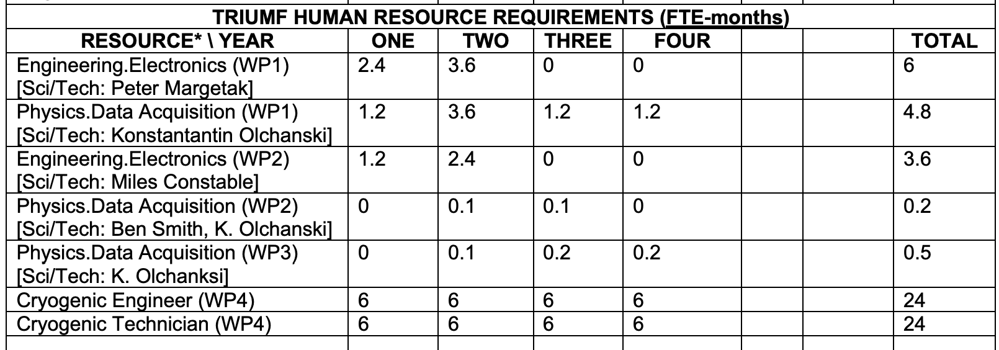 TRIUMF HUMAN RESOURCE REQUIREMENTS (FTE-months)
RESOURCE* \ YEAR ONE TWO THREE FOUR TOTAL
Engineering.Electronics (WP1) 2.4 3.6 0 0 6
[Sci/Tech: Peter Margetak]
Physics.Data Acquisition (WP1) 1.2 3.6 1.2 1.2 4.8
[Sci/Tech: Konstantantin Olchanski]
Engineering.Electronics (WP2) 1.2 2.4 0 0 3.6
[Sci/Tech: Miles Constable]
Physics.Data Acquisition (WP2) 0 0.1 0.1 0 0.2
[Sci/Tech: Ben Smith, K. Olchanski]
Physics.Data Acquisition (WP3) 0 0.1 0.2 0.2 0.5
[Sci/Tech: K. Olchanksi]
Cryogenic Engineer (WP4) 6 6 6 6 24
Cryogenic Technician (WP4) 6 6 6 6 24